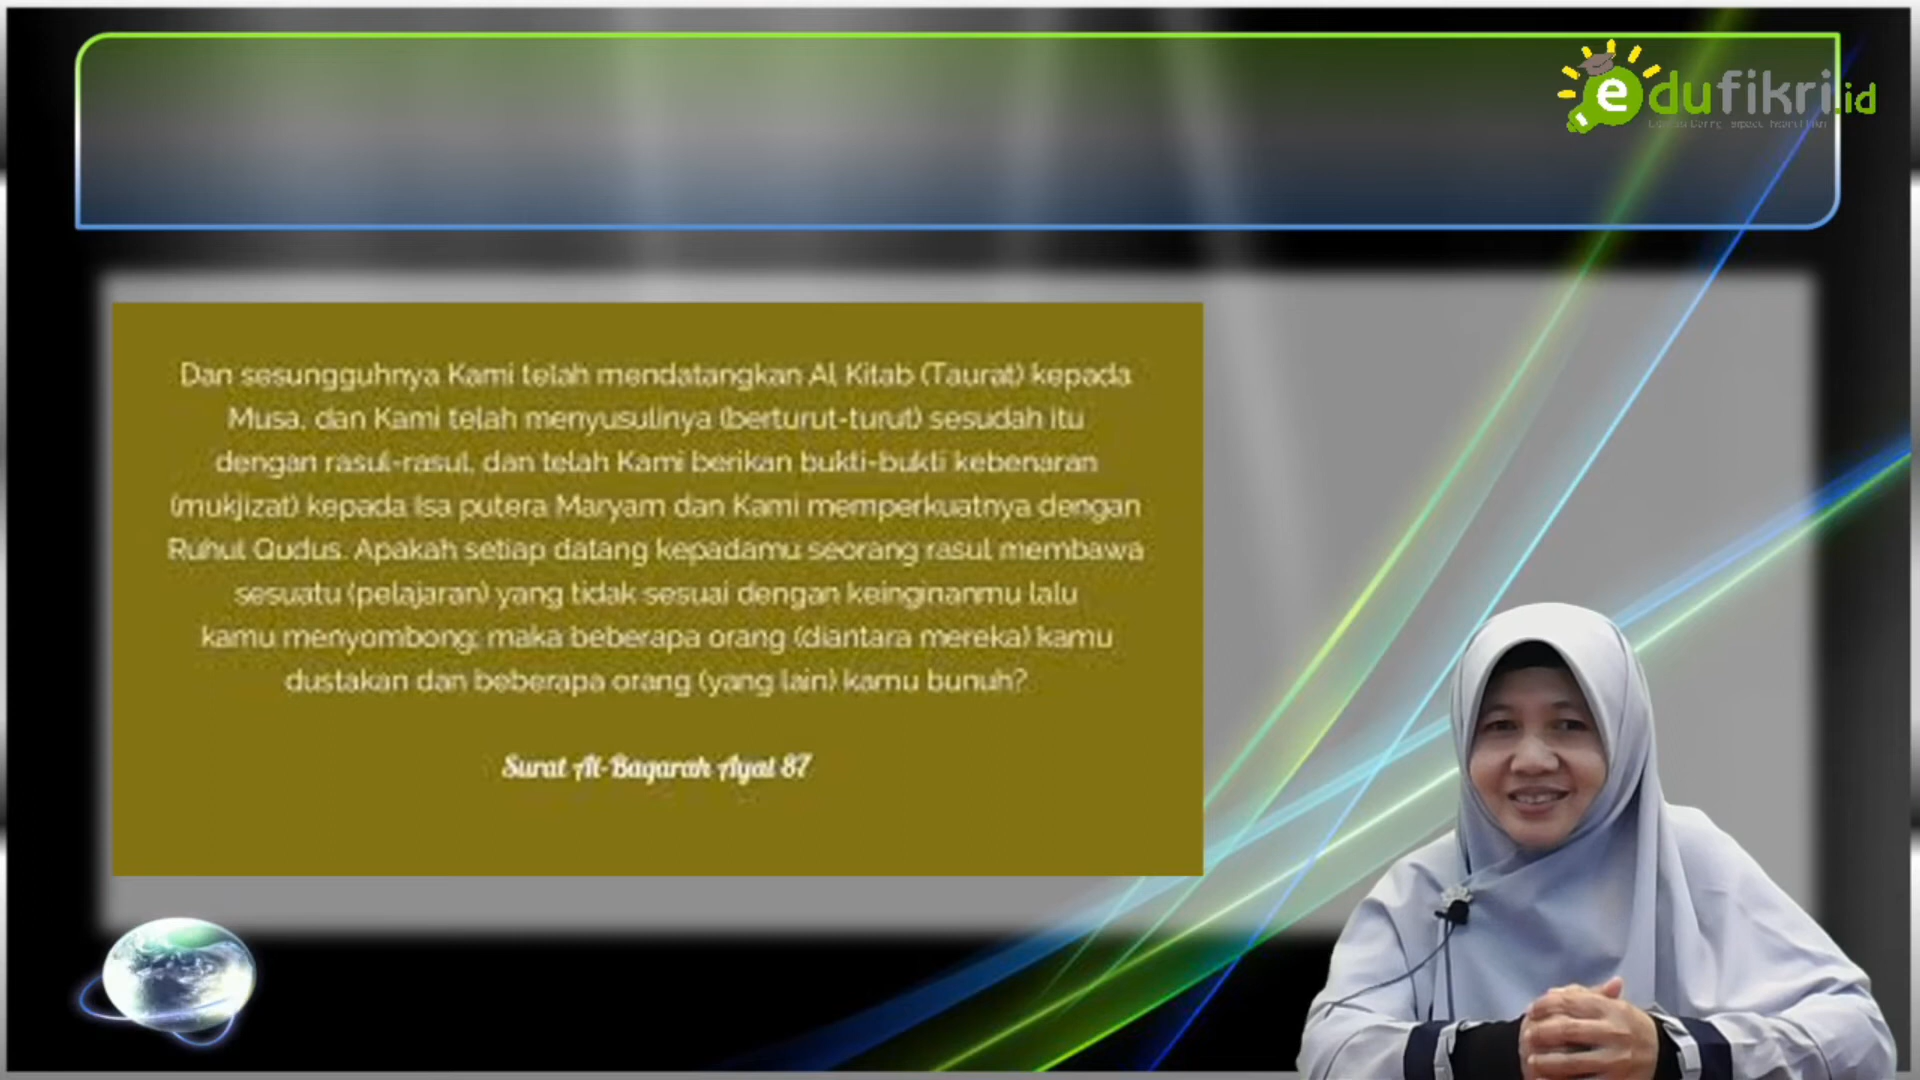 edufikri.id
Dan sesungguhnya Kami telah mendatangkan Al Kitab (Taurat) kepada
Musa, dan Kami telah menyusulinya (berturut-turut) sesudah itu
dengan rasul-rasul, dan telah Kami berikan bukti-bukti kebenaran
(mukjizat) kepada Isa putera Maryam dan Kami memperkuatnya dengan
Ruhul Qudus. Apakah setiap datang kepadamu seorang rasul membawa
sesuatu (pelajaran) yang tidak sesuai dengan keinginanmu lalu
kamu menyombong; maka beberapa orang (diantara mereka) kamu
dustakan dan beberapa orang (yang lain) kamu bunuh?
Surat Al-Baqarah Ayat 87